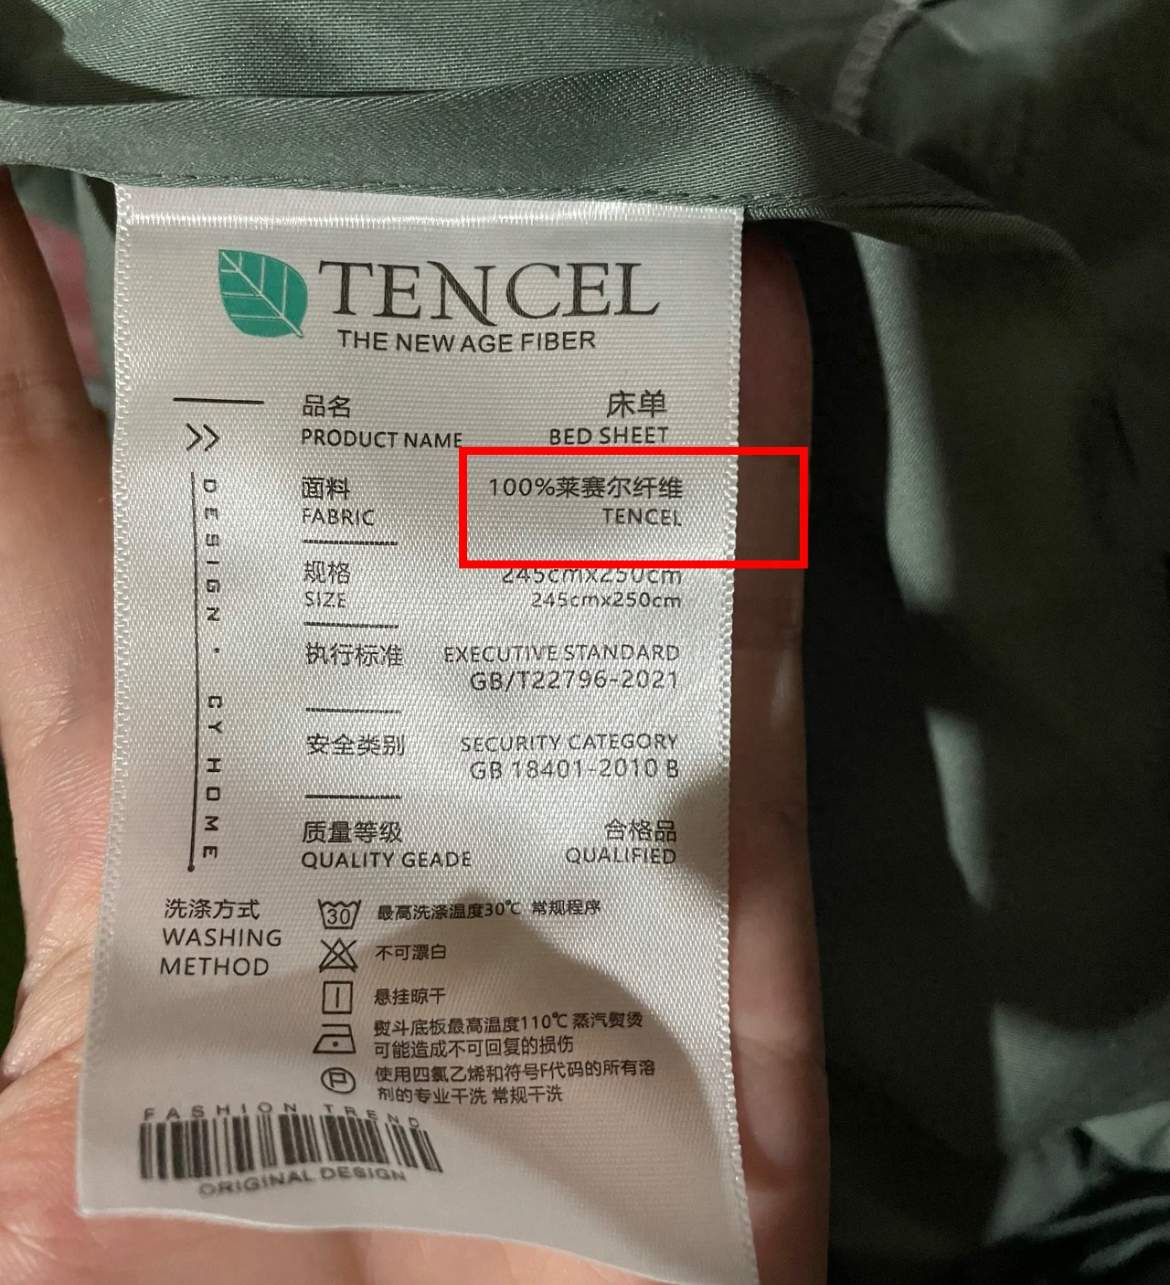 TENCEL
THE NEW AGE FIBER
品名 床单
PRODUCT NAME BED SHEET
面料 100%莱赛尔纤维
FABRIC TENCEL
规格 245cmx250cm
SIZE 245cmx250cm
执行标准 EXECUTIVE STANDARD
GB/T22796-2021
安全类别 SECURITY CATEGORY
GB 18401-2010 B
质量等级 合格品
QUALITY GEADE QUALIFIED
DESIGN · CY HOME
洗涤方式
WASHING
METHOD
30 最高洗涤温度30℃ 常规程序
不可漂白
悬挂晾干
熨斗底板最高温度110℃ 蒸汽熨烫
可能造成不可回复的损伤
P 使用四氯乙烯和符号F代码的所有溶
剂的专业干洗 常规干洗
FASHION TREND
ORIGINAL DESIGN